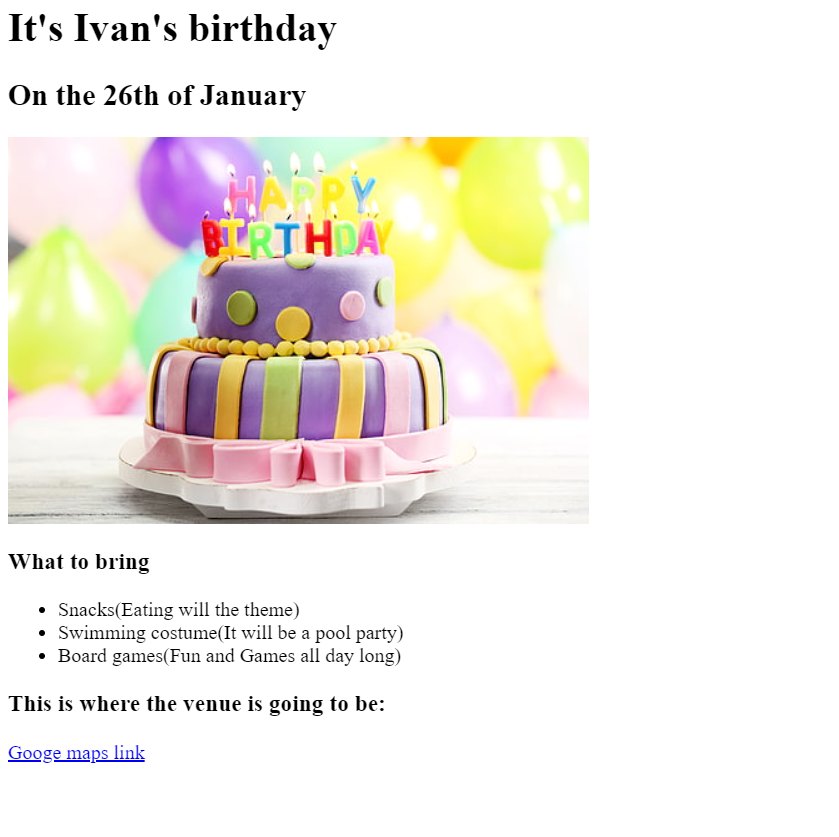 It's Ivan's birthday
On the 26th of January
HAPPY
BIRTHDAY
What to bring
Snacks(Eating will the theme)
Swimming costume(It will be a pool party)
Board games(Fun and Games all day long)
This is where the venue is going to be:
Googe maps link